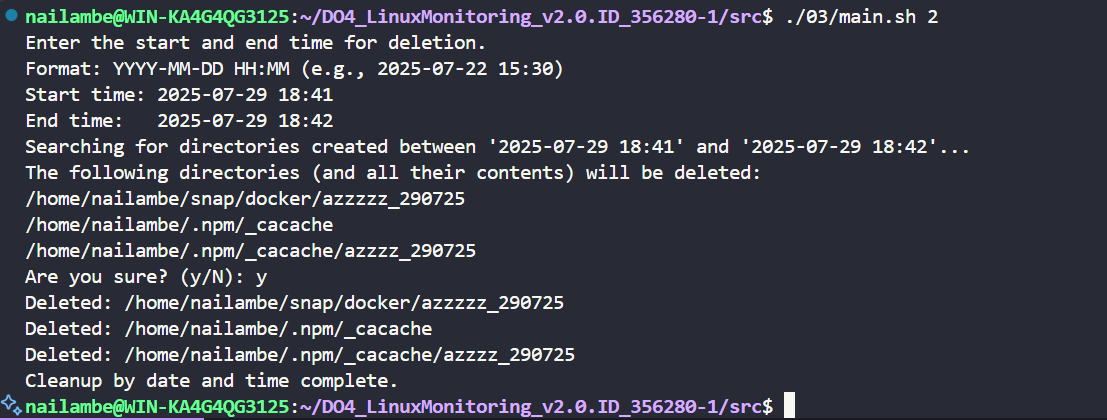 nailambe@WIN-KA4G4QG3125:~/DO4_LinuxMonitoring_v2.0.ID_356280-1/src$ ./03/main.sh 2
Enter the start and end time for deletion.
Format: YYYY-MM-DD HH:MM (e.g., 2025-07-22 15:30)
Start time: 2025-07-29 18:41
End time:   2025-07-29 18:42
Searching for directories created between '2025-07-29 18:41' and '2025-07-29 18:42'...
The following directories (and all their contents) will be deleted:
/home/nailambe/snap/docker/azzzzz_290725
/home/nailambe/.npm/_cacache
/home/nailambe/.npm/_cacache/azzzz_290725
Are you sure? (y/N): y
Deleted: /home/nailambe/snap/docker/azzzzz_290725
Deleted: /home/nailambe/.npm/_cacache
Deleted: /home/nailambe/.npm/_cacache/azzzz_290725
Cleanup by date and time complete.
nailambe@WIN-KA4G4QG3125:~/DO4_LinuxMonitoring_v2.0.ID_356280-1/src$